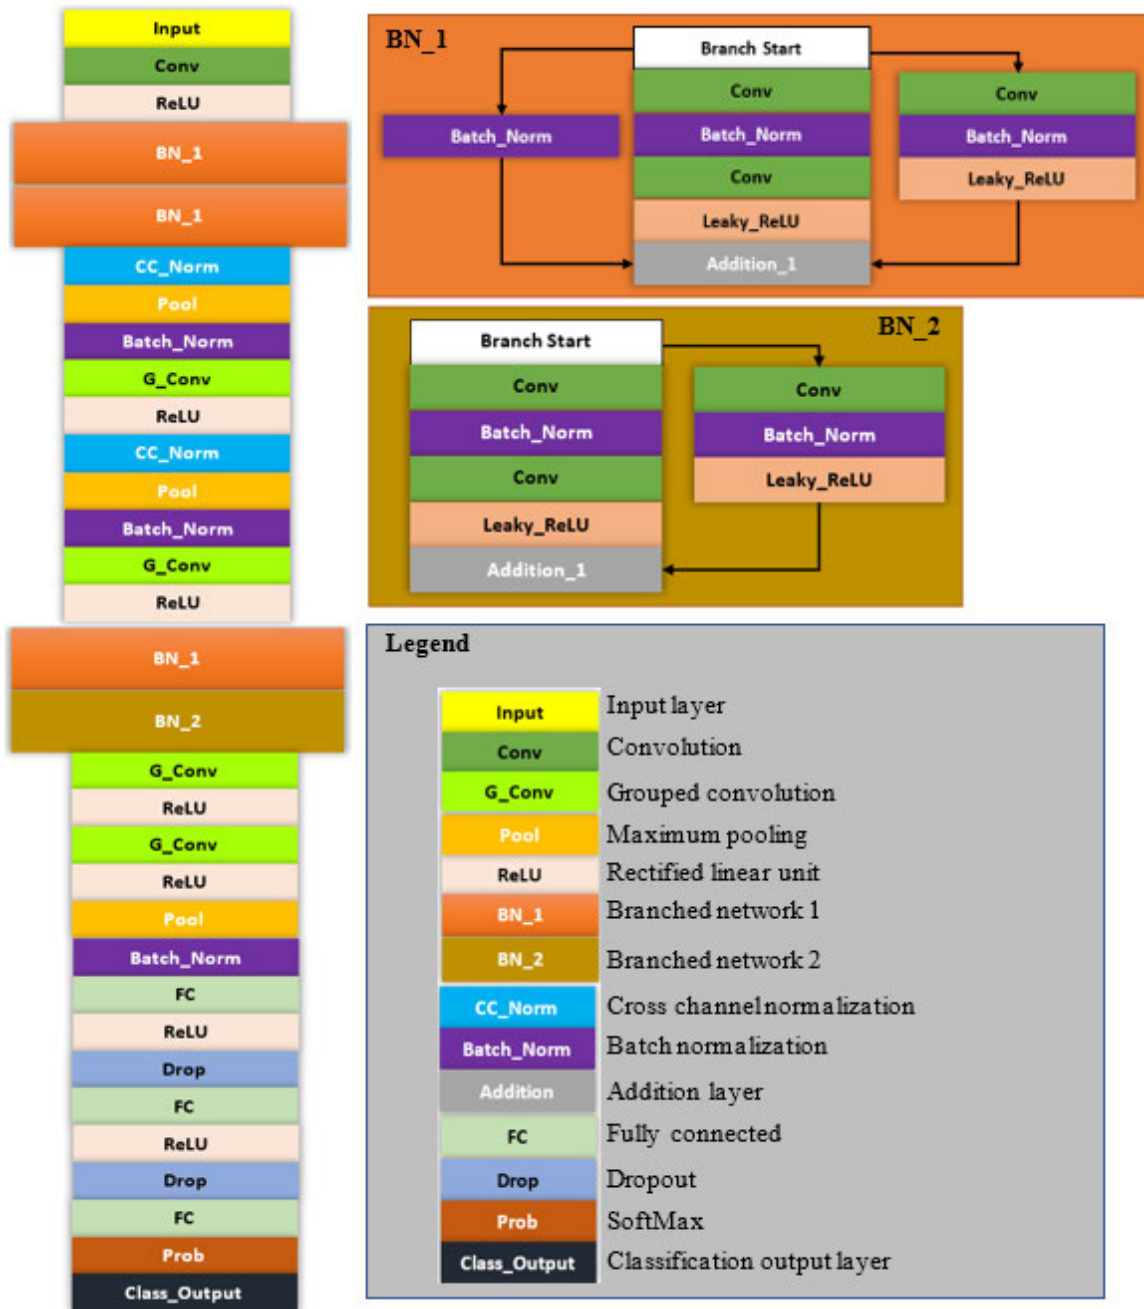 Input
Conv
ReLU
BN_1
BN_1
CC_Norm
Pool
Batch_Norm
G_Conv
ReLU
CC_Norm
Pool
Batch_Norm
G_Conv
ReLU
BN_1
BN_2
G_Conv
ReLU
G_Conv
ReLU
Pool
Batch_Norm
FC
ReLU
Drop
FC
ReLU
Drop
FC
Prob
Class_Output
BN_1
Branch Start
Conv
Batch_Norm
Conv
Leaky_ReLU
Addition_1
Batch_Norm
Conv
Batch_Norm
Leaky_ReLU
BN_2
Branch Start
Conv
Batch_Norm
Conv
Leaky_ReLU
Addition_1
Conv
Batch_Norm
Leaky_ReLU
Legend
Input Input layer
Conv Convolution
G_Conv Grouped convolution
Pool Maximum pooling
ReLU Rectified linear unit
BN_1 Branched network 1
BN_2 Branched network 2
CC_Norm Cross channel normalization
Batch_Norm Batch normalization
Addition Addition layer
FC Fully connected
Drop Dropout
Prob SoftMax
Class_Output Classification output layer